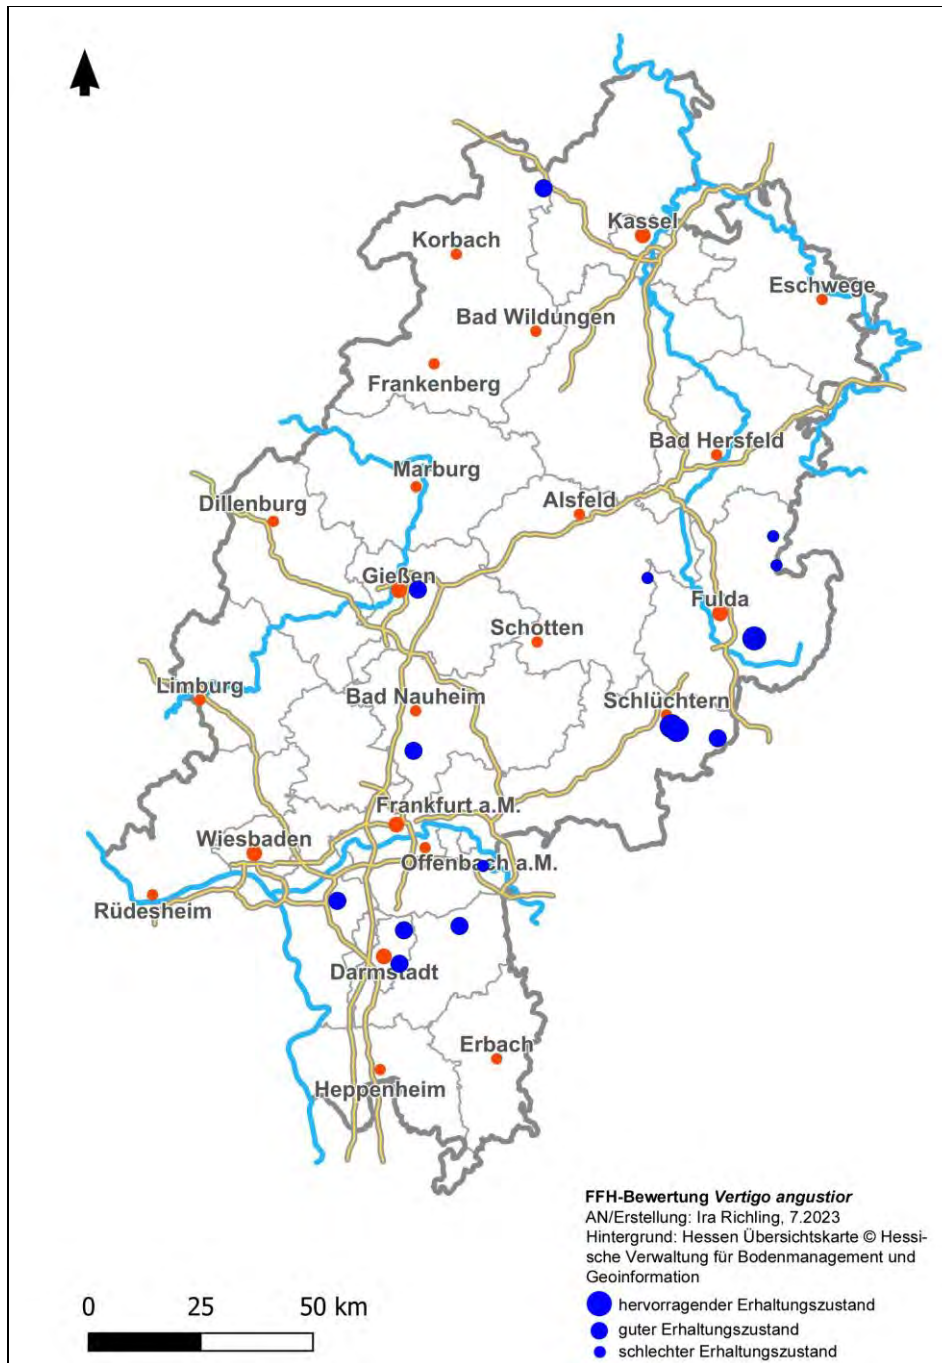 Kassel
Korbach
Eschwege
Bad Wildungen
Frankenberg
Bad Hersfeld
Marburg
Dillenburg
Alsfeld
Gießen
Fulda
Schotten
Limburg
Bad Nauheim
Schlüchtern
Frankfurt a.M.
Wiesbaden
Offenbach a.M.
Rüdesheim
Darmstadt
Erbach
Heppenheim
FFH-Bewertung Vertigo angustior
AN/Erstellung: Ira Richling, 7.2023
Hintergrund: Hessen Übersichtskarte © Hessi-
sche Verwaltung für Bodenmanagement und
Geoinformation
hervorragender Erhaltungszustand
guter Erhaltungszustand
schlechter Erhaltungszustand
0 25 50 km